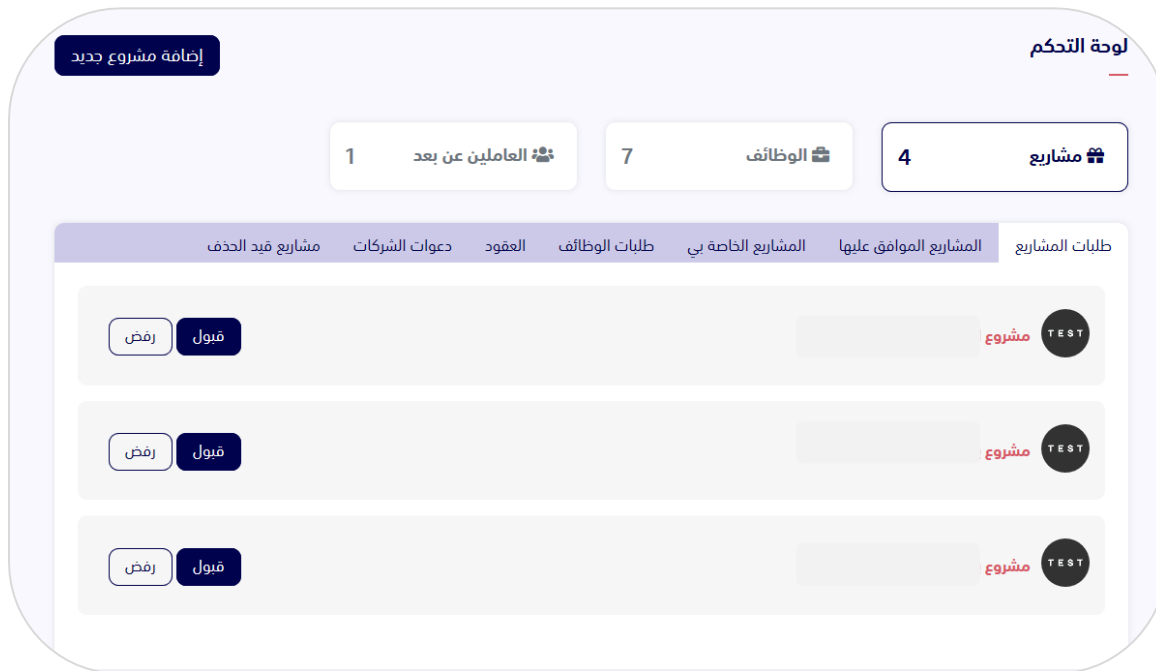 لوحة التحكم
إضافة مشروع جديد
مشاريع 4
الوظائف 7
العاملين عن بعد 1
طلبات المشاريع المشاريع الموافق عليها المشاريع الخاصة بي طلبات الوظائف العقود دعوات الشركات مشاريع قيد الحذف
TEST مشروع قبول رفض
TEST مشروع قبول رفض
TEST مشروع قبول رفض